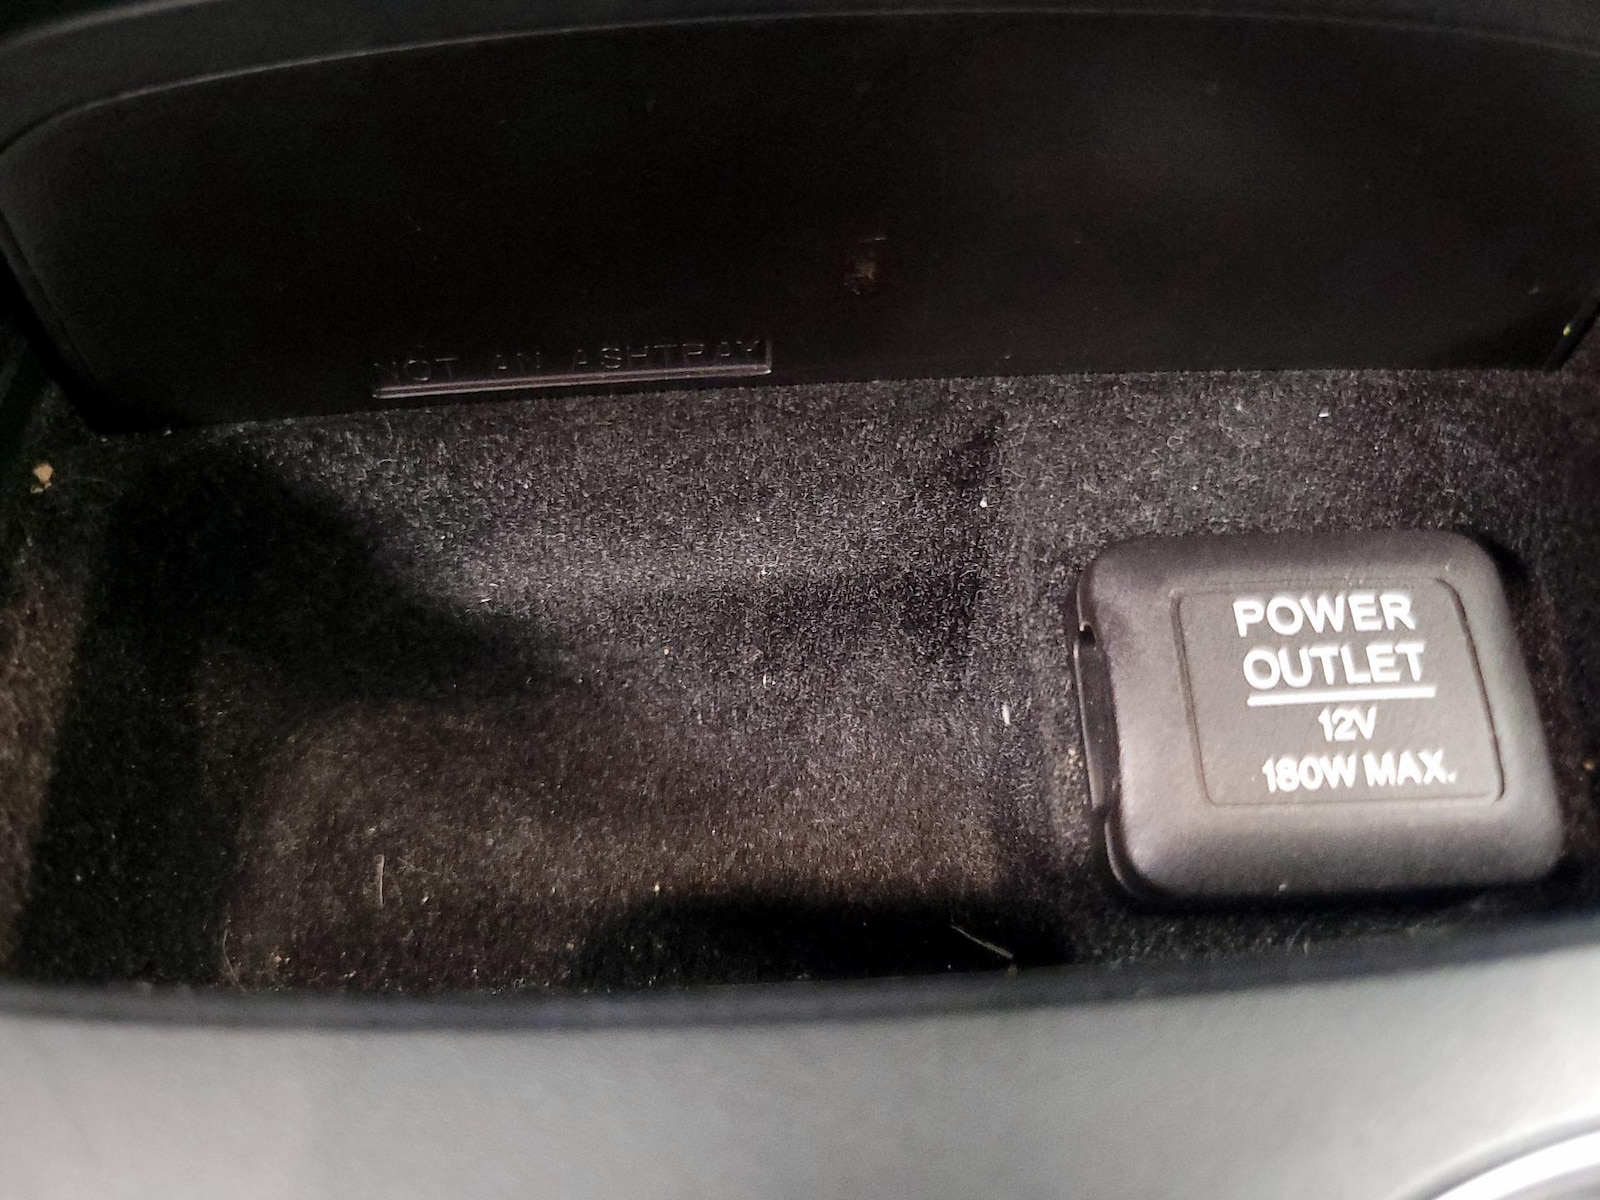 NOT AN ASHTRAY
POWER
OUTLET
12V
180W MAX.